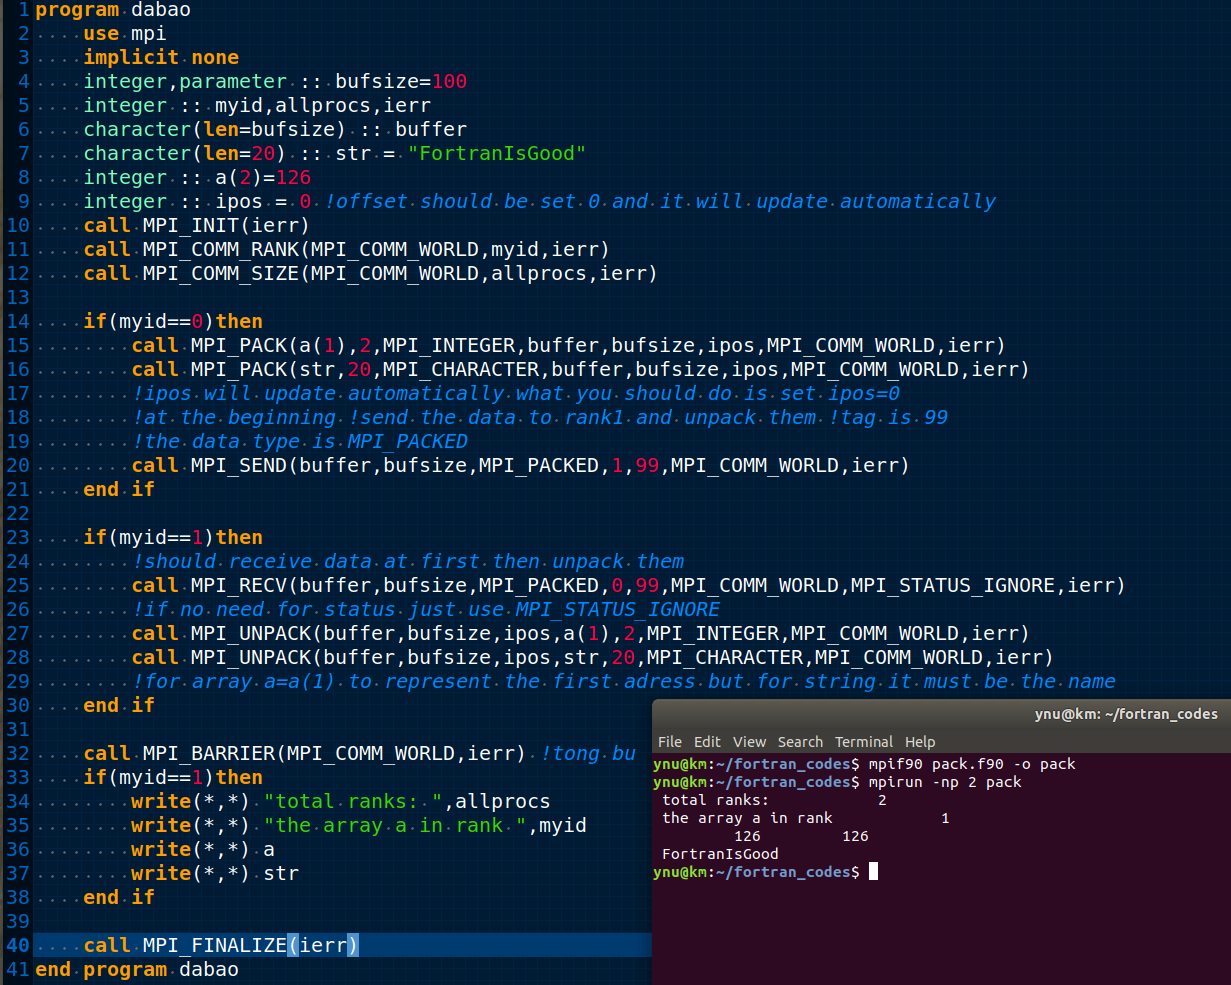 1 program dabao
2 use mpi
3 implicit none
4 integer,parameter :: bufsize=100
5 integer :: myid,allprocs,ierr
6 character(len=bufsize) :: buffer
7 character(len=20) :: str = "FortranIsGood"
8 integer :: a(2)=126
9 integer :: ipos = 0 !offset should be set 0 and it will update automatically
10 call MPI_INIT(ierr)
11 call MPI_COMM_RANK(MPI_COMM_WORLD,myid,ierr)
12 call MPI_COMM_SIZE(MPI_COMM_WORLD,allprocs,ierr)
13
14 if(myid==0)then
15 call MPI_PACK(a(1),2,MPI_INTEGER,buffer,bufsize,ipos,MPI_COMM_WORLD,ierr)
16 call MPI_PACK(str,20,MPI_CHARACTER,buffer,bufsize,ipos,MPI_COMM_WORLD,ierr)
17 !ipos will update automatically what you should do is set ipos=0
18 !at the beginning !send the data to rank1 and unpack them !tag is 99
19 !the data type is MPI_PACKED
20 call MPI_SEND(buffer,bufsize,MPI_PACKED,1,99,MPI_COMM_WORLD,ierr)
21 end if
22
23 if(myid==1)then
24 !should receive data at first then unpack them
25 call MPI_RECV(buffer,bufsize,MPI_PACKED,0,99,MPI_COMM_WORLD,MPI_STATUS_IGNORE,ierr)
26 !if no need for status just use MPI_STATUS_IGNORE
27 call MPI_UNPACK(buffer,bufsize,ipos,a(1),2,MPI_INTEGER,MPI_COMM_WORLD,ierr)
28 call MPI_UNPACK(buffer,bufsize,ipos,str,20,MPI_CHARACTER,MPI_COMM_WORLD,ierr)
29 !for array a=a(1) to represent the first adress but for string it must be the name
30 end if
31
32 call MPI_BARRIER(MPI_COMM_WORLD,ierr) !tong bu
33 if(myid==1)then
34 write(*,*) "total ranks: ",allprocs
35 write(*,*) "the array a in rank ",myid
36 write(*,*) a
37 write(*,*) str
38 end if
39
40 call MPI_FINALIZE(ierr)
41 end program dabao
ynu@km: ~/fortran_codes
File Edit View Search Terminal Help
ynu@km:~/fortran_codes$ mpif90 pack.f90 -o pack
ynu@km:~/fortran_codes$ mpirun -np 2 pack
total ranks: 2
the array a in rank 1
126 126
FortranIsGood
ynu@km:~/fortran_codes$